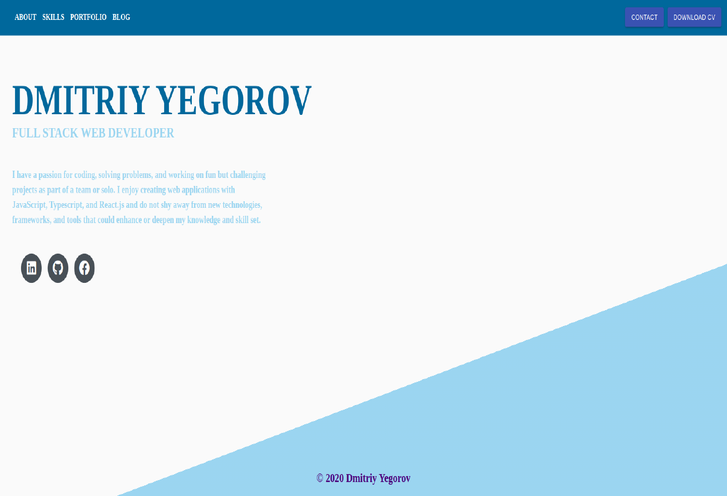 ABOUT SKILLS PORTFOLIO BLOG CONTACT DOWNLOAD CV
DMITRIY YEGOROV
FULL STACK WEB DEVELOPER
I have a passion for coding, solving problems, and working on fun but challenging
projects as part of a team or solo. I enjoy creating web applications with
JavaScript, Typescript, and React.js and do not shy away from new technologies,
frameworks, and tools that could enhance or deepen my knowledge and skill set.
© 2020 Dmitriy Yegorov